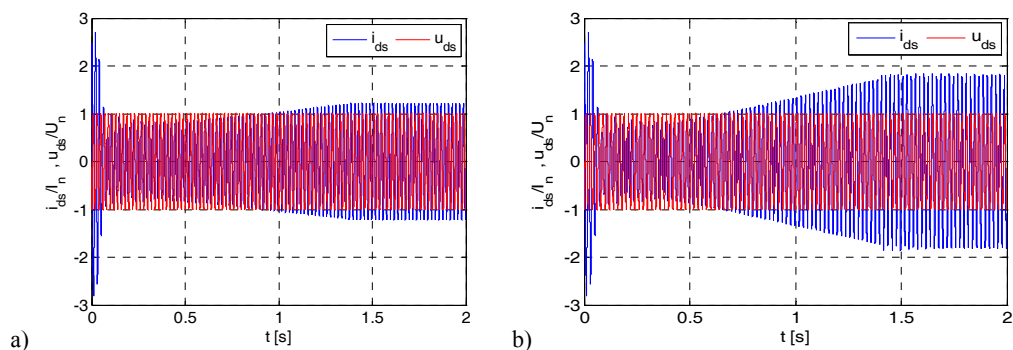 a)
3
2
1
0
-1
-2
-3
i_ds/I_n , u_ds/U_n
i_ds u_ds
0 0.5 1 1.5 2
t [s]
b)
3
2
1
0
-1
-2
-3
i_ds/I_n , u_ds/U_n
i_ds u_ds
0 0.5 1 1.5 2
t [s]